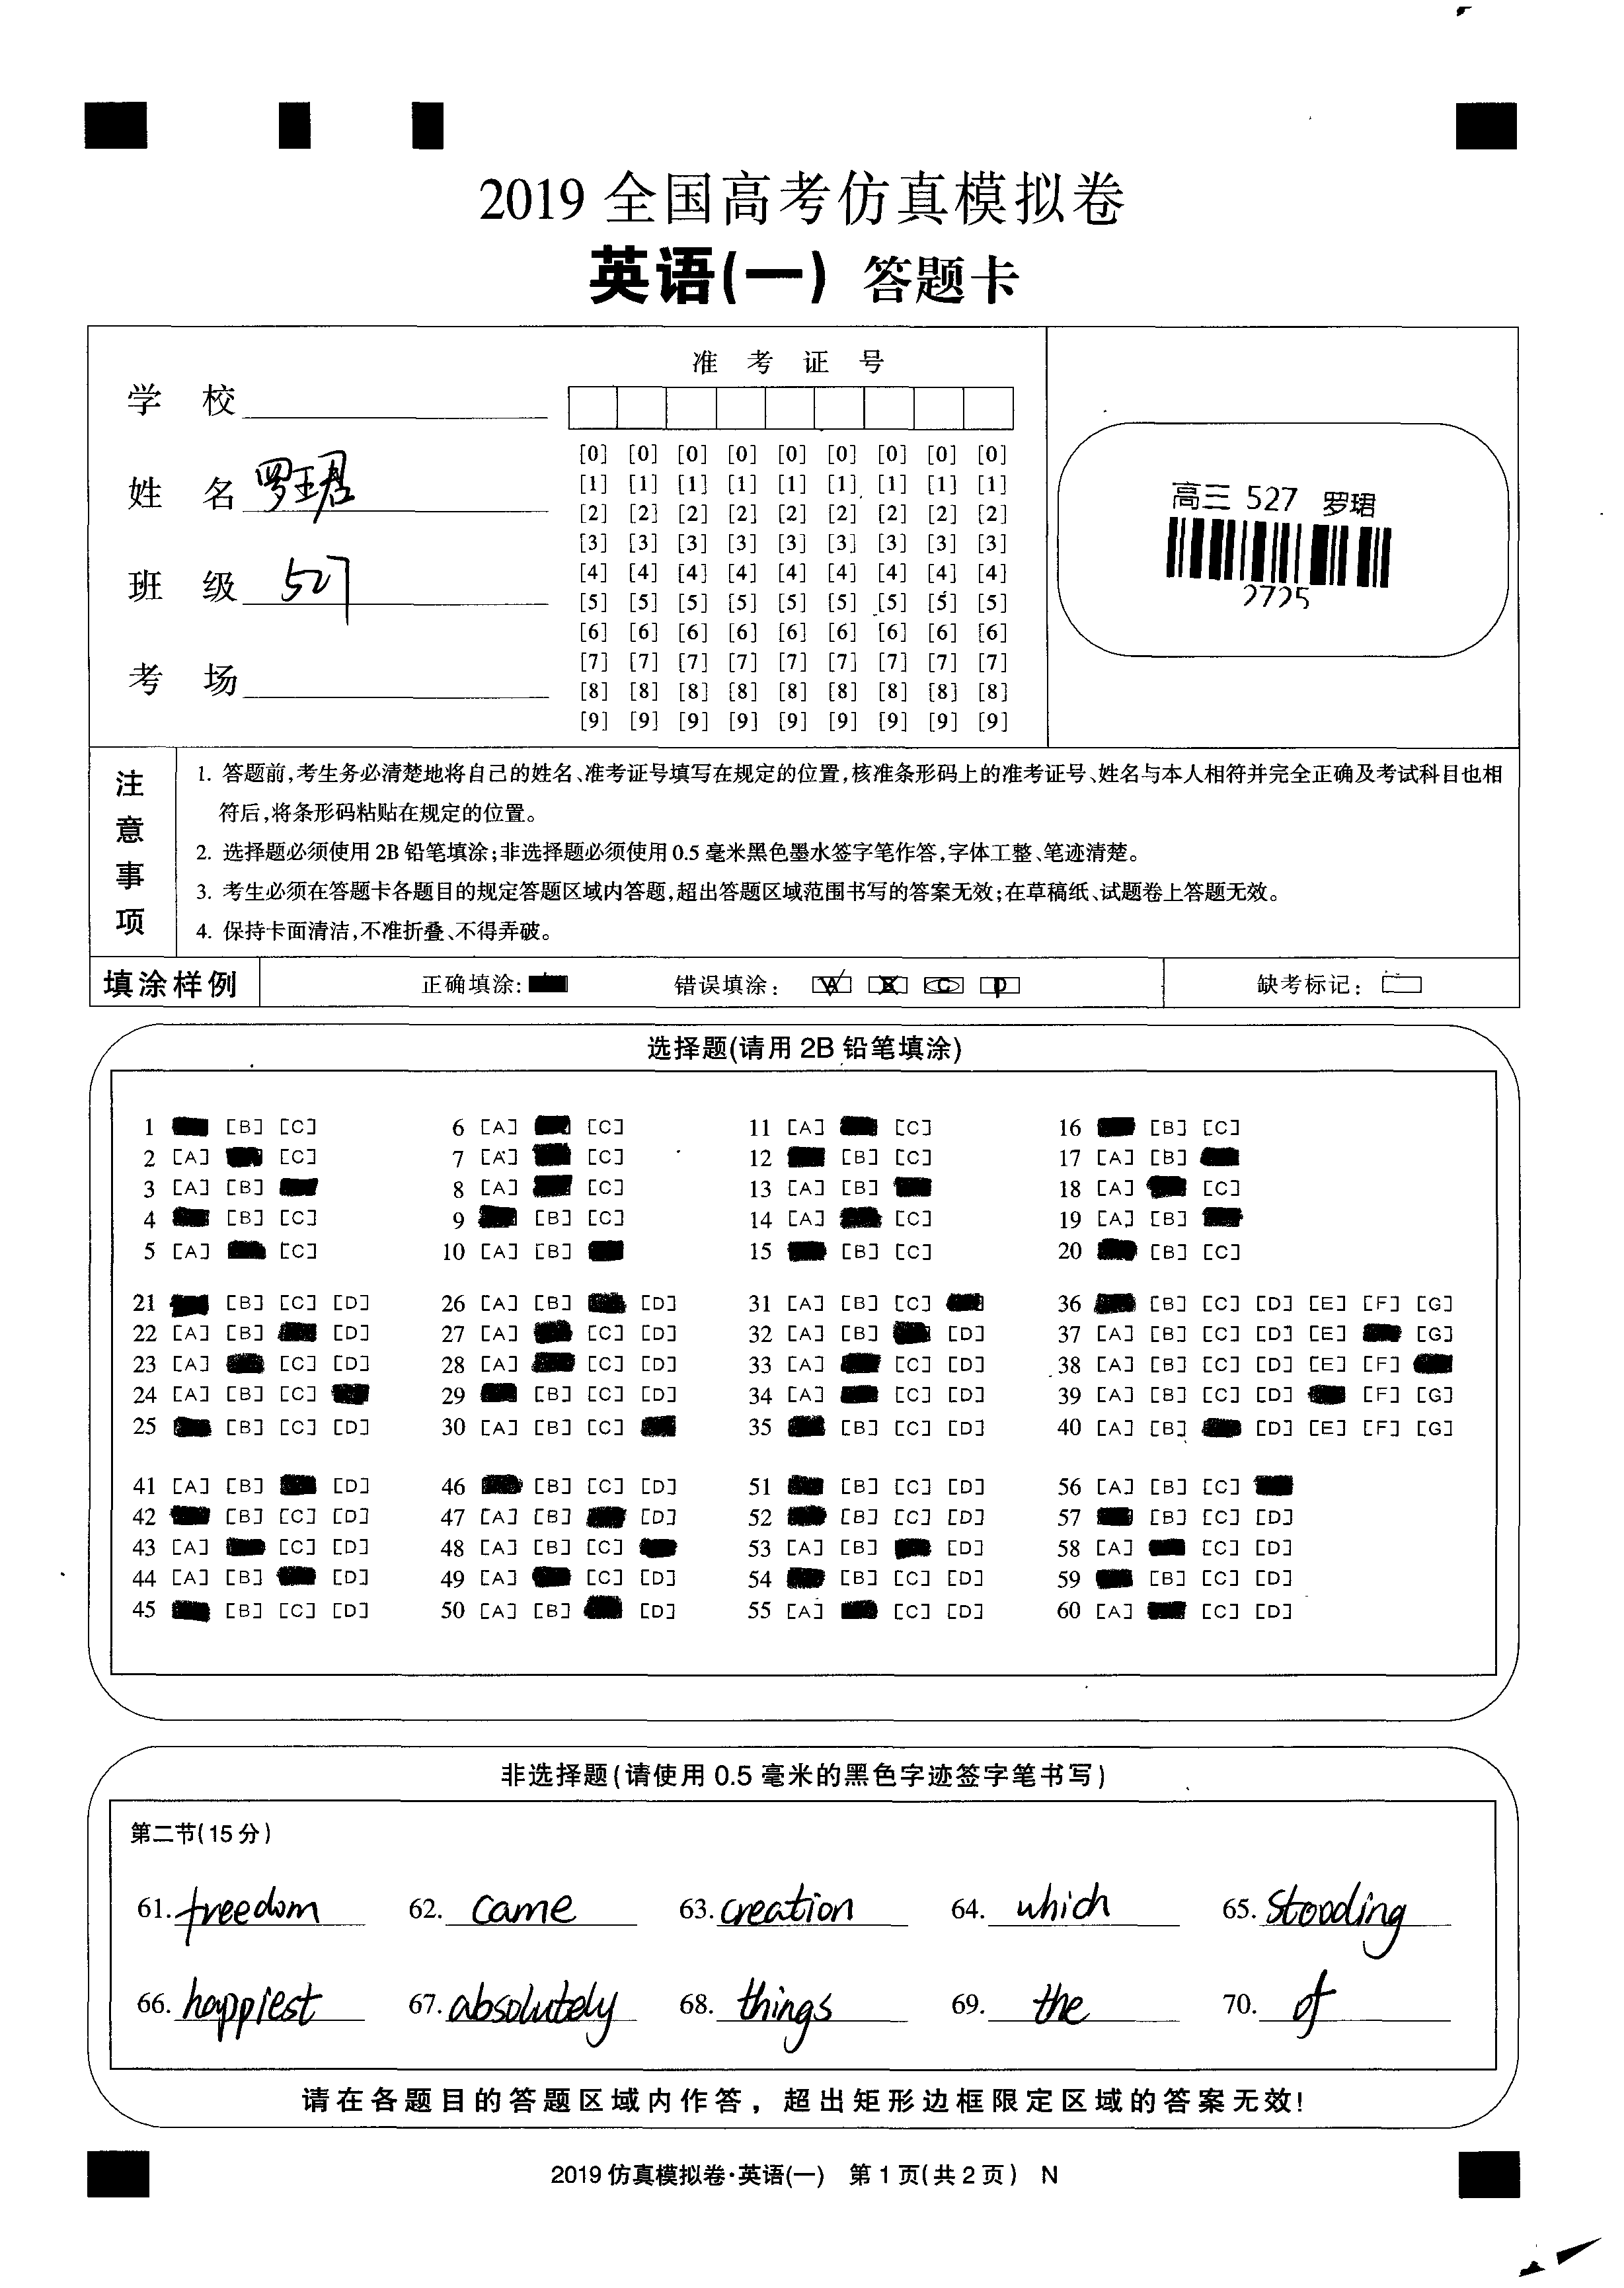 2019 全国高考仿真模拟卷
英语(一) 答题卡
准 考 证 号
学 校
姓 名 罗珺
班 级 527
考 场
[0] [0] [0] [0] [0] [0] [0] [0] [0]
[1] [1] [1] [1] [1] [1] [1] [1] [1]
[2] [2] [2] [2] [2] [2] [2] [2] [2]
[3] [3] [3] [3] [3] [3] [3] [3] [3]
[4] [4] [4] [4] [4] [4] [4] [4] [4]
[5] [5] [5] [5] [5] [5] [5] [5] [5]
[6] [6] [6] [6] [6] [6] [6] [6] [6]
[7] [7] [7] [7] [7] [7] [7] [7] [7]
[8] [8] [8] [8] [8] [8] [8] [8] [8]
[9] [9] [9] [9] [9] [9] [9] [9] [9]
高三 527 罗珺
2725
注意事项
1. 答题前,考生务必清楚地将自己的姓名、准考证号填写在规定的位置,核准条形码上的准考证号、姓名与本人相符并完全正确及考试科目也相
符后,将条形码粘贴在规定的位置。
2. 选择题必须使用 2B 铅笔填涂;非选择题必须使用 0.5 毫米黑色墨水签字笔作答,字体工整、笔迹清楚。
3. 考生必须在答题卡各题目的规定答题区域内答题,超出答题区域范围书写的答案无效;在草稿纸、试题卷上答题无效。
4. 保持卡面清洁,不准折叠、不得弄破。
填涂样例 正确填涂: 错误填涂: A B C D 缺考标记:
选择题(请用 2B 铅笔填涂)
1 [B] [C] 6 [A] [C] 11 [A] [C] 16 [B] [C]
2 [A] [C] 7 [A] [C] 12 [B] [C] 17 [A] [B]
3 [A] [B] 8 [A] [C] 13 [A] [B] 18 [A] [C]
4 [B] [C] 9 [B] [C] 14 [A] [C] 19 [A] [B]
5 [A] [C] 10 [A] [B] 15 [B] [C] 20 [B] [C]
21 [B] [C] [D] 26 [A] [B] [D] 31 [A] [B] [C] 36 [B] [C] [D] [E] [F] [G]
22 [A] [B] [D] 27 [A] [C] [D] 32 [A] [B] [D] 37 [A] [B] [C] [D] [E] [G]
23 [A] [C] [D] 28 [A] [C] [D] 33 [A] [C] [D] 38 [A] [B] [C] [D] [E] [F]
24 [A] [B] [C] 29 [B] [C] [D] 34 [A] [C] [D] 39 [A] [B] [C] [D] [F] [G]
25 [B] [C] [D] 30 [A] [B] [C] 35 [B] [C] [D] 40 [A] [B] [D] [E] [F] [G]
41 [A] [B] [D] 46 [B] [C] [D] 51 [B] [C] [D] 56 [A] [B] [C]
42 [B] [C] [D] 47 [A] [B] [D] 52 [B] [C] [D] 57 [B] [C] [D]
43 [A] [C] [D] 48 [A] [B] [C] 53 [A] [B] [D] 58 [A] [C] [D]
44 [A] [B] [D] 49 [A] [C] [D] 54 [B] [C] [D] 59 [B] [C] [D]
45 [B] [C] [D] 50 [A] [B] [D] 55 [A] [C] [D] 60 [A] [C] [D]
非选择题(请使用 0.5 毫米的黑色字迹签字笔书写)
第二节(15 分)
61. freedom 62. came 63. creation 64. which 65. Stooding
66. happiest 67. absolutely 68. things 69. the 70. of
请在各题目的答题区域内作答，超出矩形边框限定区域的答案无效!
2019 仿真模拟卷·英语(一) 第 1 页(共 2 页) N